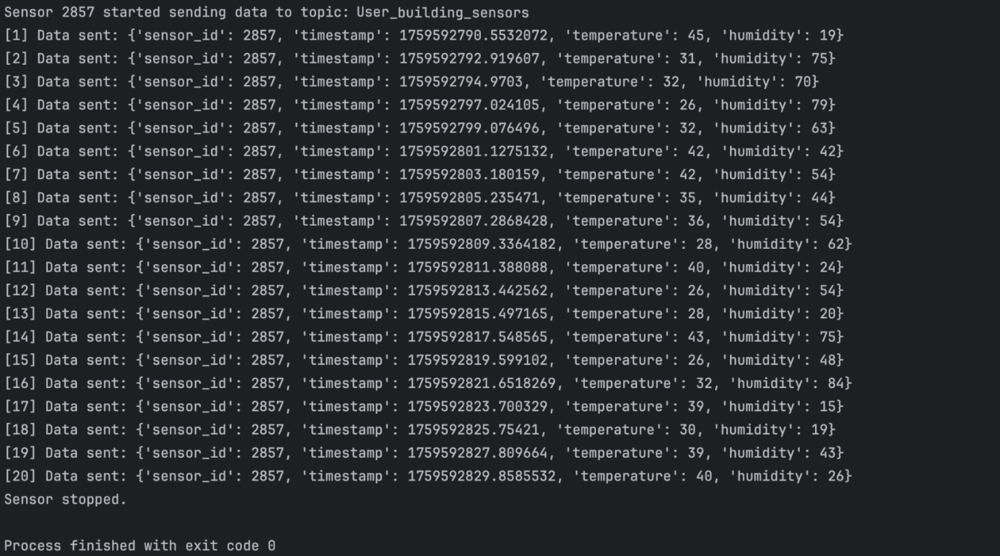 Sensor 2857 started sending data to topic: User_building_sensors
[1] Data sent: {'sensor_id': 2857, 'timestamp': 1759592790.5532072, 'temperature': 45, 'humidity': 19}
[2] Data sent: {'sensor_id': 2857, 'timestamp': 1759592792.919607, 'temperature': 31, 'humidity': 75}
[3] Data sent: {'sensor_id': 2857, 'timestamp': 1759592794.9703, 'temperature': 32, 'humidity': 70}
[4] Data sent: {'sensor_id': 2857, 'timestamp': 1759592797.024105, 'temperature': 26, 'humidity': 79}
[5] Data sent: {'sensor_id': 2857, 'timestamp': 1759592799.076496, 'temperature': 32, 'humidity': 63}
[6] Data sent: {'sensor_id': 2857, 'timestamp': 1759592801.1275132, 'temperature': 42, 'humidity': 42}
[7] Data sent: {'sensor_id': 2857, 'timestamp': 1759592803.180159, 'temperature': 42, 'humidity': 54}
[8] Data sent: {'sensor_id': 2857, 'timestamp': 1759592805.235471, 'temperature': 35, 'humidity': 44}
[9] Data sent: {'sensor_id': 2857, 'timestamp': 1759592807.2868428, 'temperature': 36, 'humidity': 54}
[10] Data sent: {'sensor_id': 2857, 'timestamp': 1759592809.3364182, 'temperature': 28, 'humidity': 62}
[11] Data sent: {'sensor_id': 2857, 'timestamp': 1759592811.388088, 'temperature': 40, 'humidity': 24}
[12] Data sent: {'sensor_id': 2857, 'timestamp': 1759592813.442562, 'temperature': 26, 'humidity': 54}
[13] Data sent: {'sensor_id': 2857, 'timestamp': 1759592815.497165, 'temperature': 28, 'humidity': 20}
[14] Data sent: {'sensor_id': 2857, 'timestamp': 1759592817.548565, 'temperature': 43, 'humidity': 75}
[15] Data sent: {'sensor_id': 2857, 'timestamp': 1759592819.599102, 'temperature': 26, 'humidity': 48}
[16] Data sent: {'sensor_id': 2857, 'timestamp': 1759592821.6518269, 'temperature': 32, 'humidity': 84}
[17] Data sent: {'sensor_id': 2857, 'timestamp': 1759592823.700329, 'temperature': 39, 'humidity': 15}
[18] Data sent: {'sensor_id': 2857, 'timestamp': 1759592825.75421, 'temperature': 30, 'humidity': 19}
[19] Data sent: {'sensor_id': 2857, 'timestamp': 1759592827.809664, 'temperature': 39, 'humidity': 43}
[20] Data sent: {'sensor_id': 2857, 'timestamp': 1759592829.8585532, 'temperature': 40, 'humidity': 26}
Sensor stopped.
Process finished with exit code 0